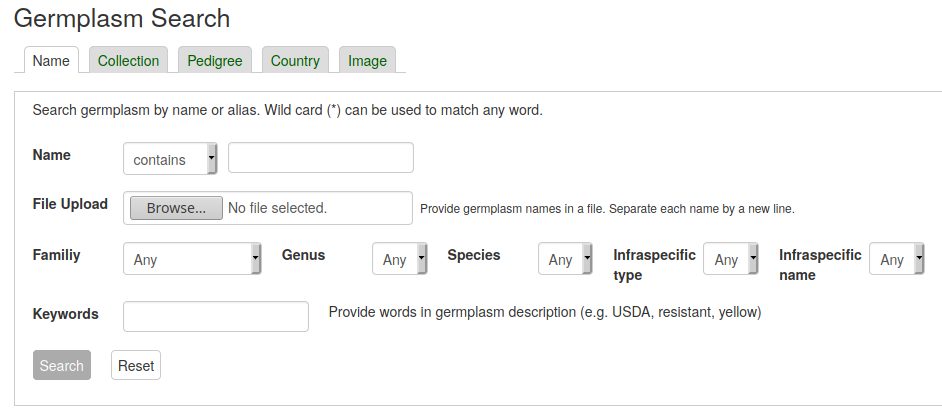 Germplasm Search
Name Collection Pedigree Country Image
Search germplasm by name or alias. Wild card (*) can be used to match any word.
Name contains
File Upload Browse... No file selected. Provide germplasm names in a file. Separate each name by a new line.
Familiy Any Genus Any Species Any Infraspecific type Any Infraspecific name Any
Keywords Provide words in germplasm description (e.g. USDA, resistant, yellow)
Search Reset